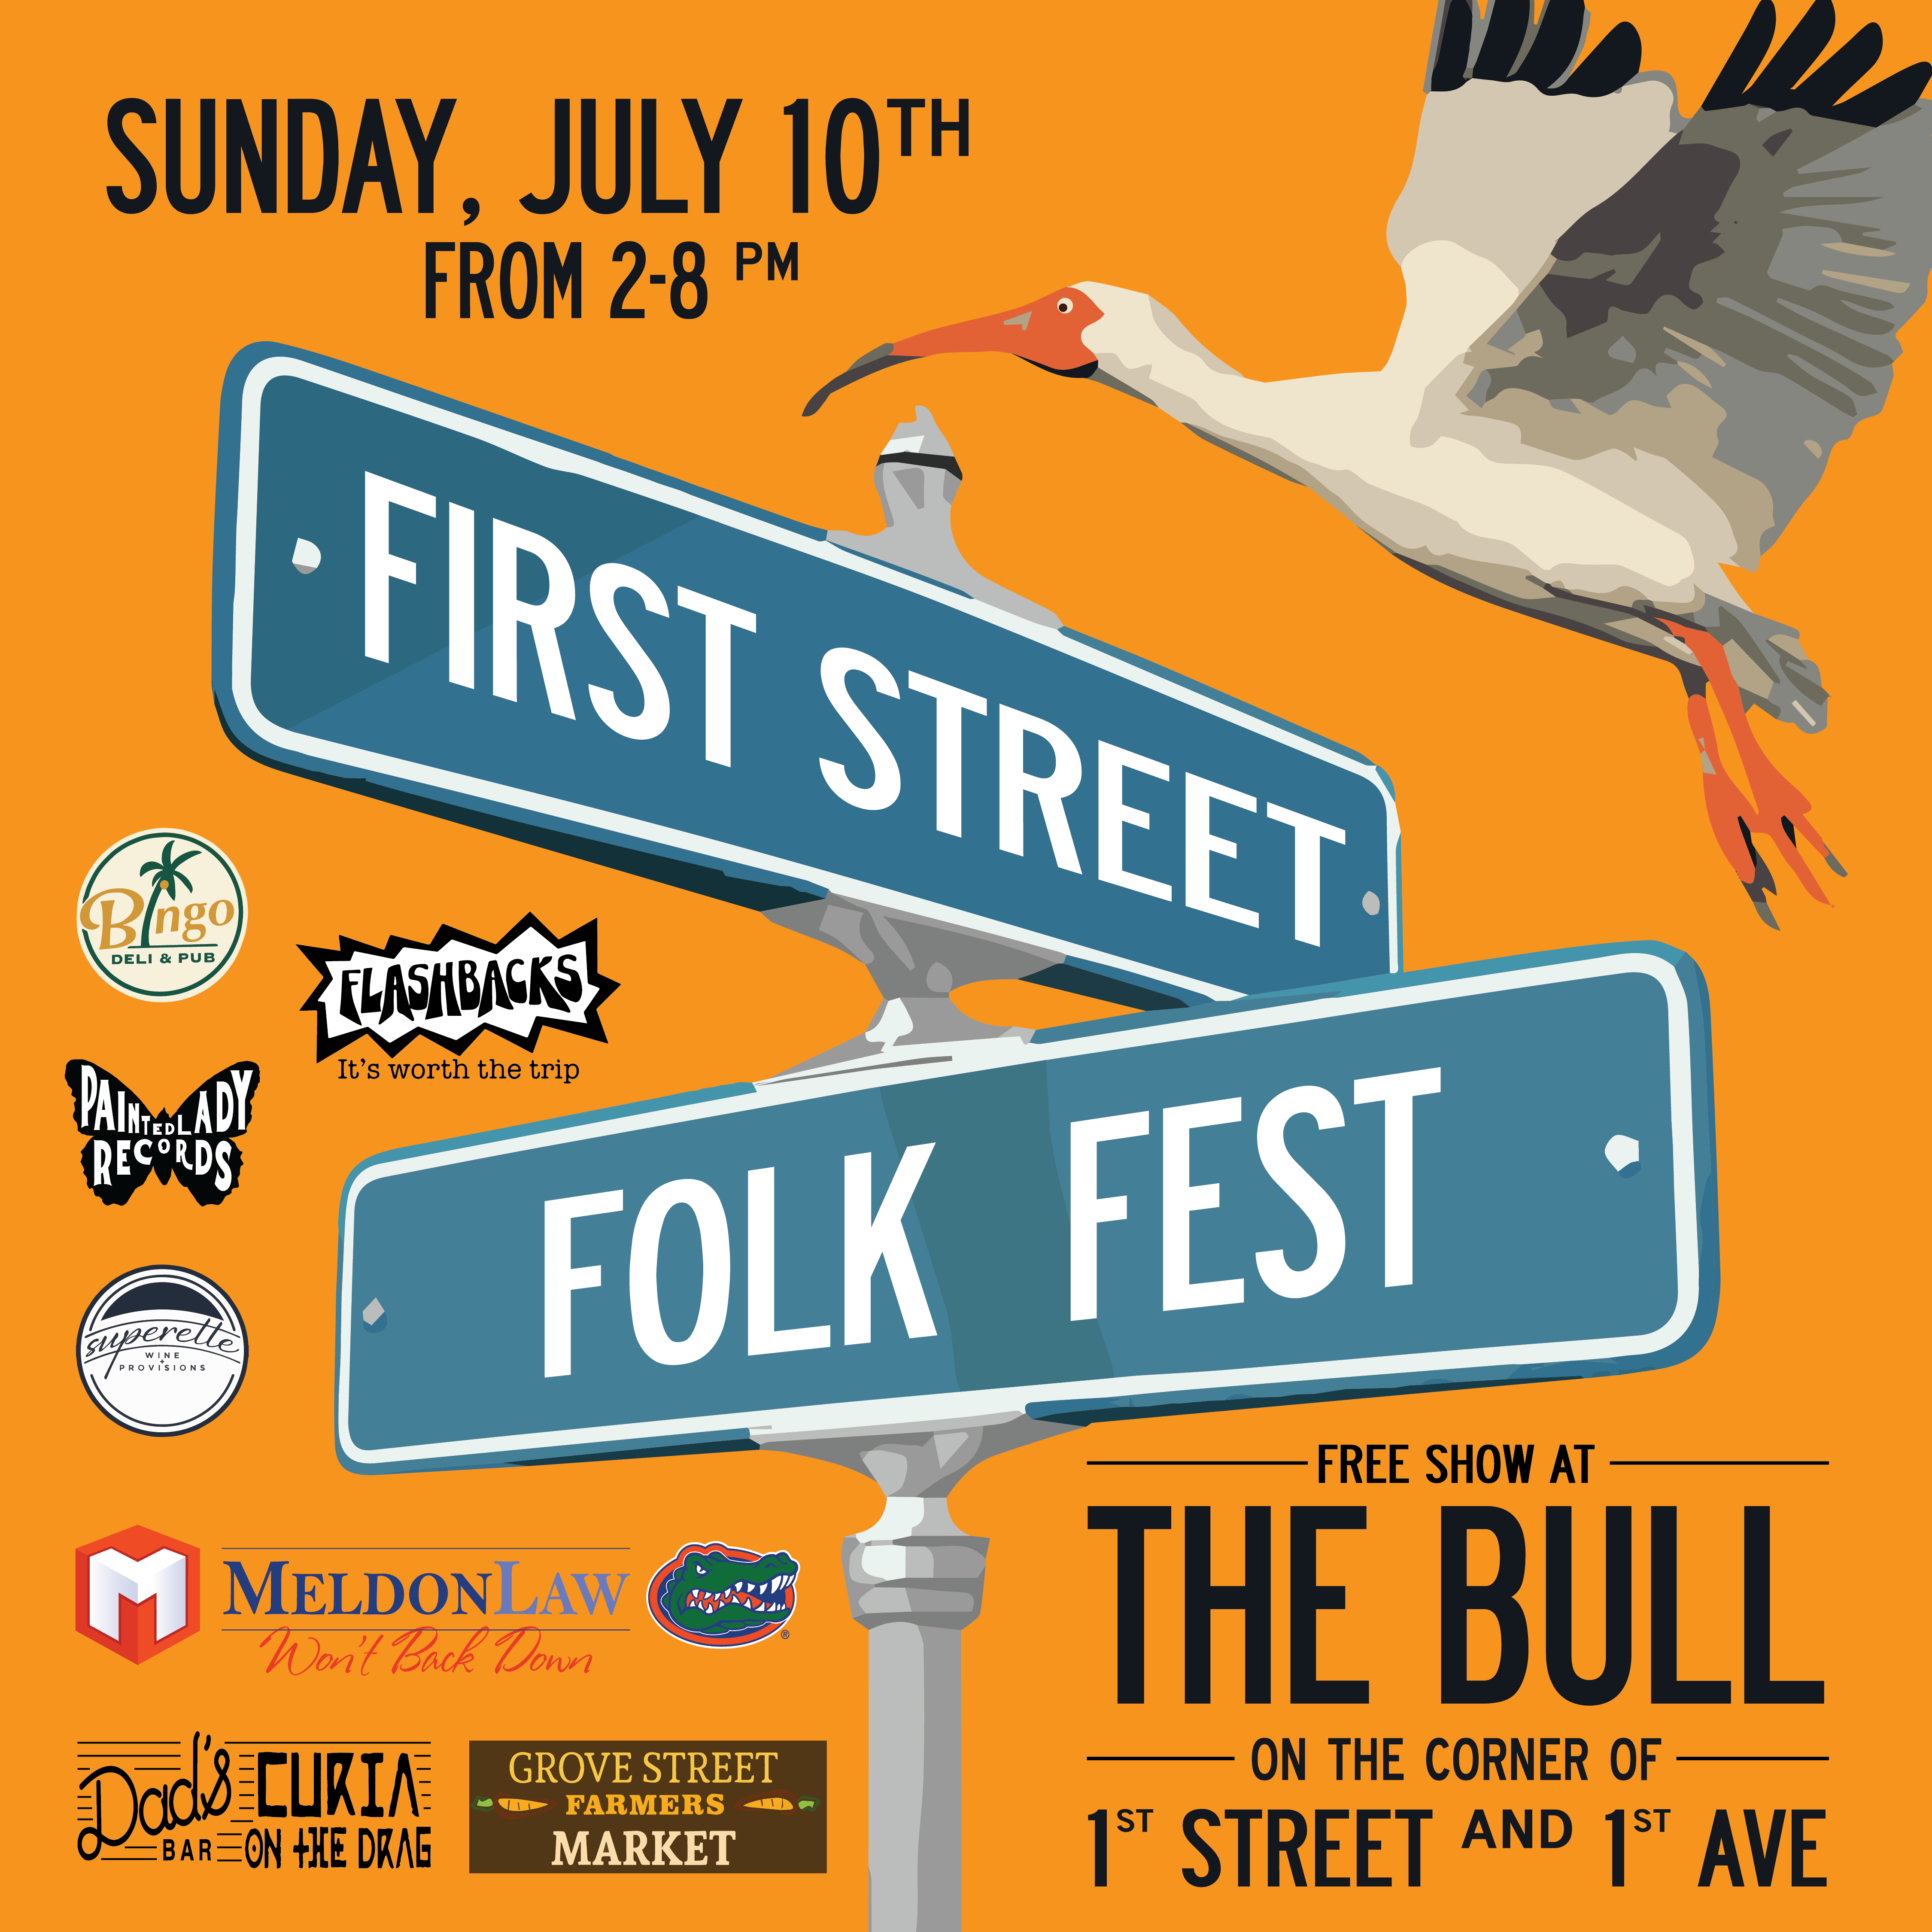 SUNDAY, JULY 10TH
FROM 2-8 PM
FIRST STREET
FOLK FEST
Bingo
DELI & PUB
FLASHBACKS
It's worth the trip
PAINTED LADY
RECORDS
superette
WINE
+
PROVISIONS
MELDONLAW
Won't Back Down
®
Dad's
BAR
CURIA
ON THE DRAG
GROVE STREET
FARMERS
MARKET
FREE SHOW AT
THE BULL
ON THE CORNER OF
1ST STREET AND 1ST AVE